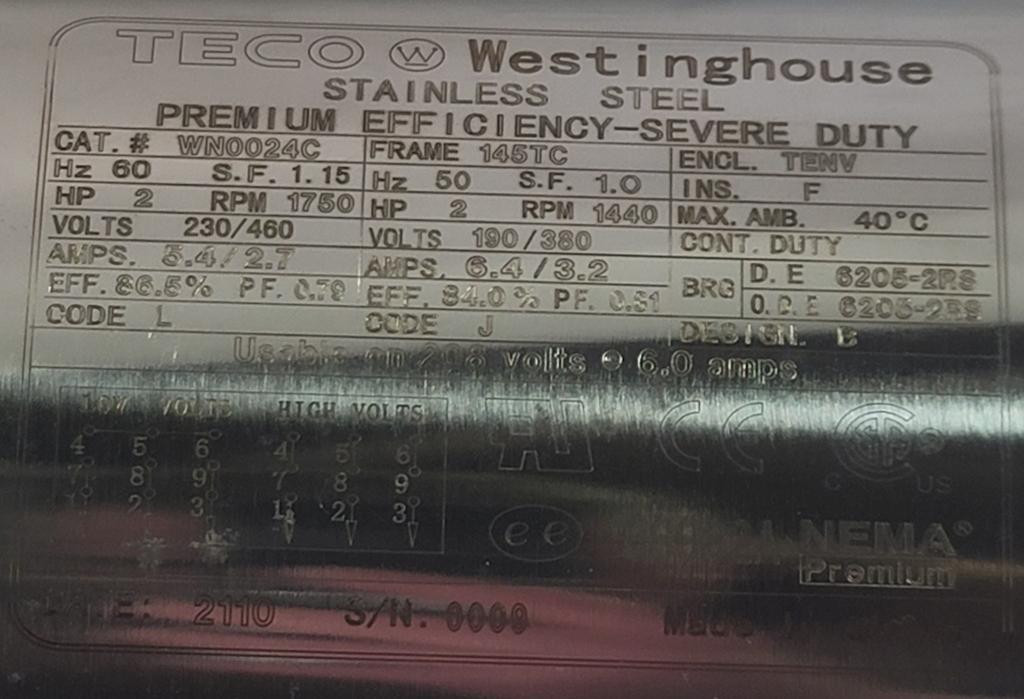 TECO W Westinghouse
STAINLESS STEEL
PREMIUM EFFICIENCY-SEVERE DUTY
CAT. # WN0024C FRAME 145TC ENCL. TENV
Hz 60 S.F. 1.15 Hz 50 S.F. 1.0 INS. F
HP 2 RPM 1750 HP 2 RPM 1440 MAX. AMB. 40°C
VOLTS 230/460 VOLTS 190/380 CONT. DUTY
AMPS. 5.4/2.7 AMPS. 6.4/3.2 BRG D.E 6205-2RS
EFF. 86.5% PF. 0.79 EFF. 84.0% PF. 0.81 O.D.E 6205-2RS
CODE L CODE J DESIGN. B
Usable on 208 volts @ 6.0 amps
LOW VOLTS HIGH VOLTS
4 5 6 4 5 6
7 8 9 7 8 9
1 2 3 1 2 3
CE
C US
ee
NEMA®
Premium
DATE: 2110 S/N. 0009 Made